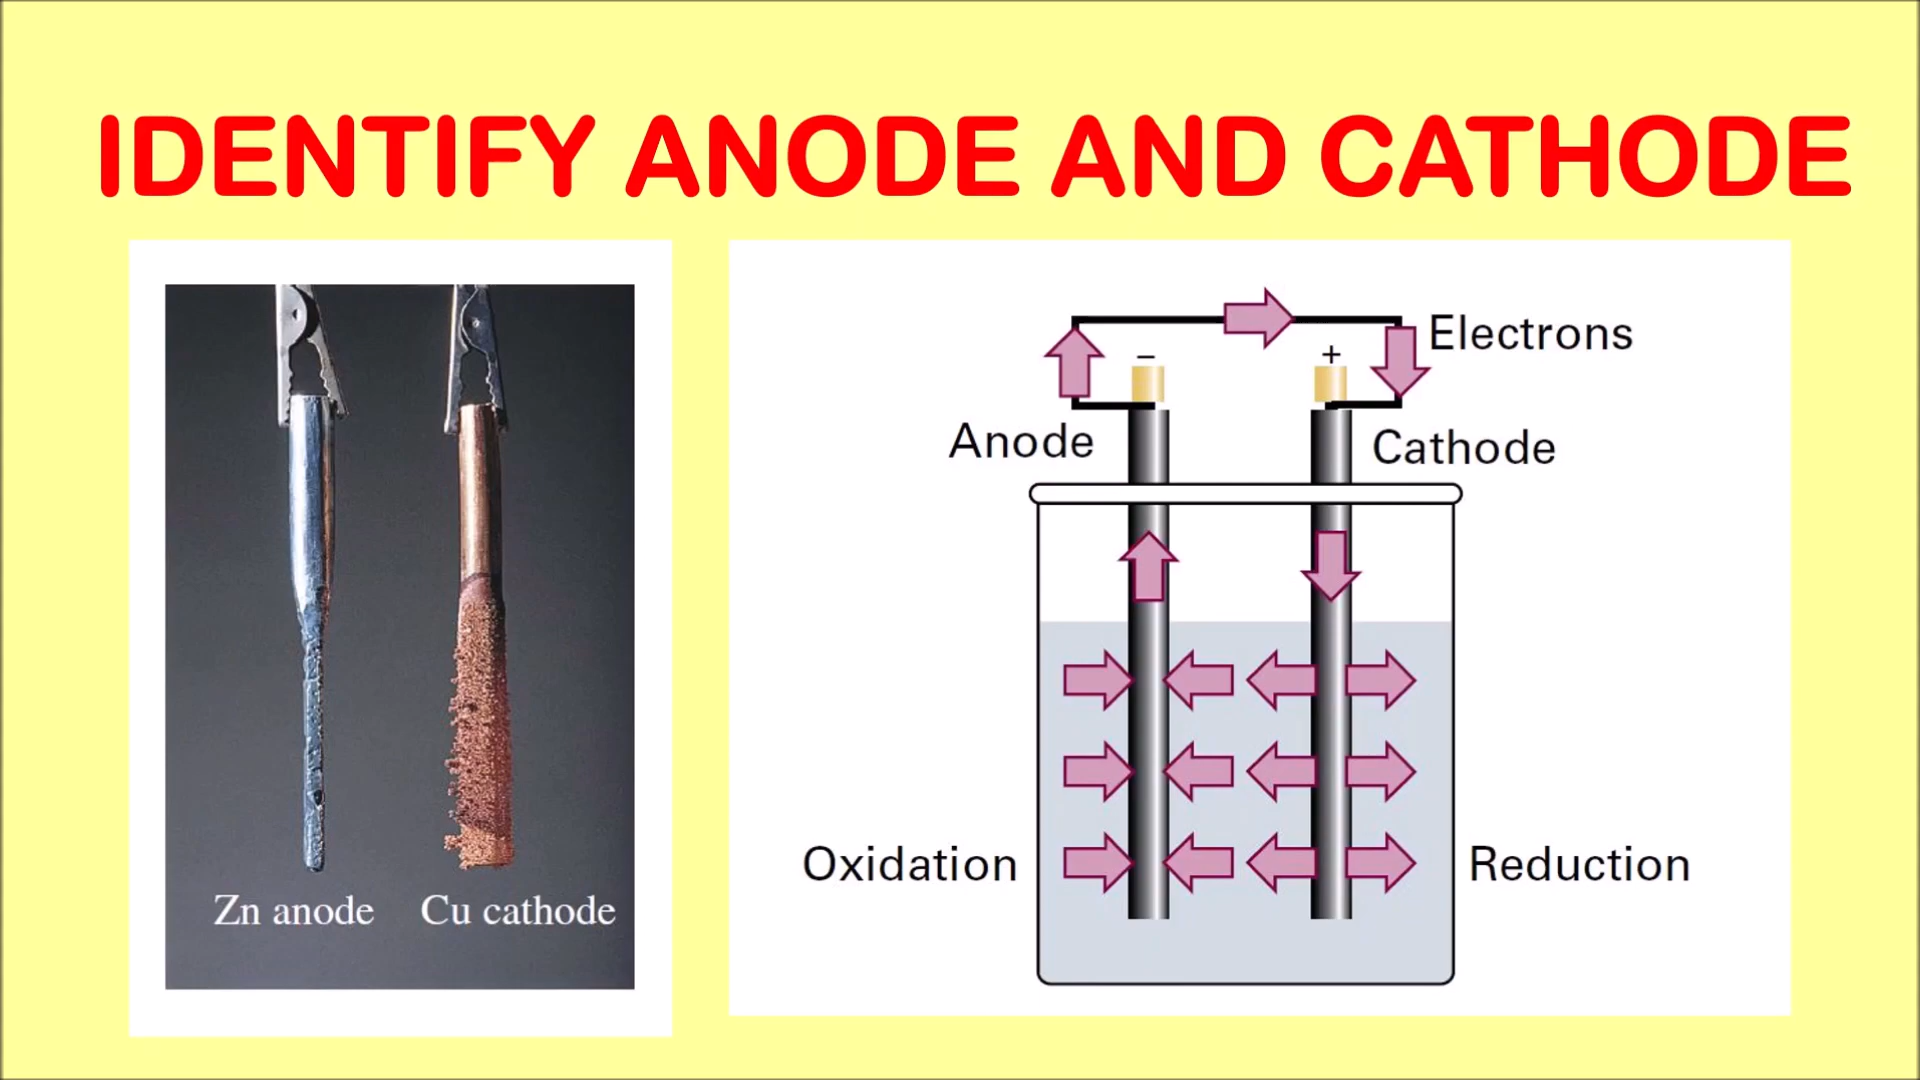 IDENTIFY ANODE AND CATHODE
Zn anode
Cu cathode
Electrons
−
+
Anode
Cathode
Oxidation
Reduction